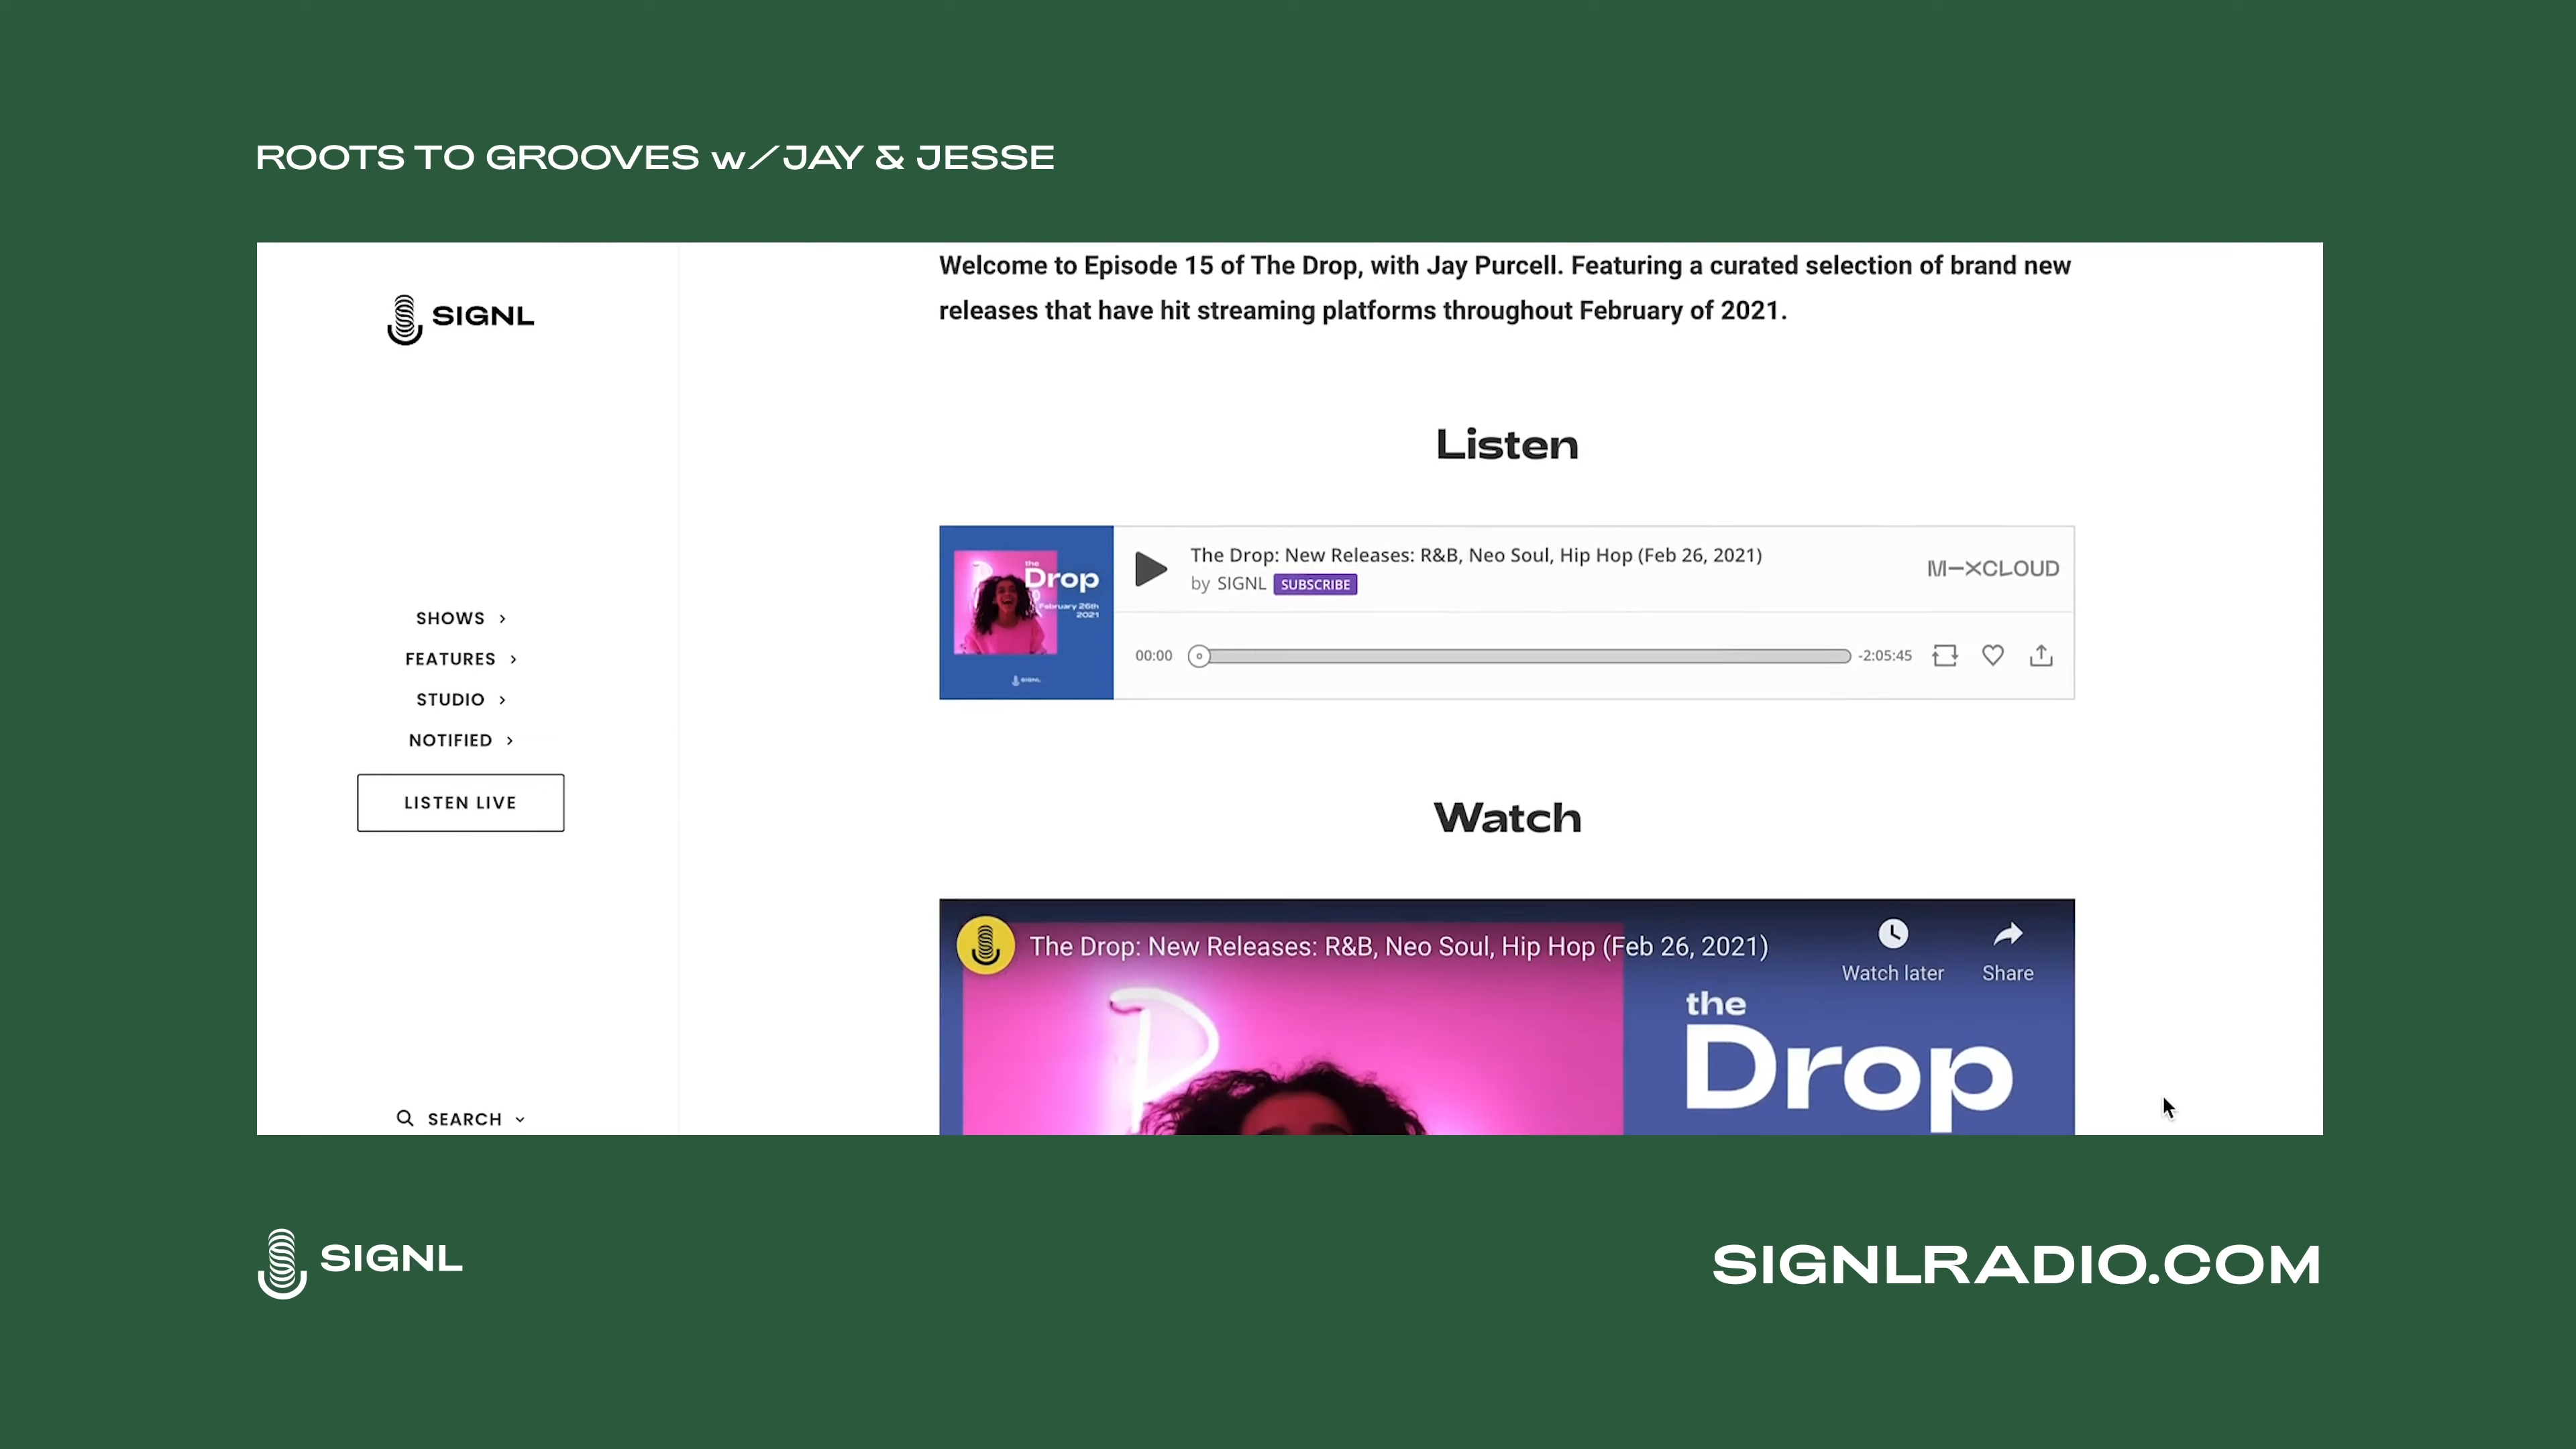 ROOTS TO GROOVES w/JAY & JESSE
SIGNL
SHOWS
FEATURES
STUDIO
NOTIFIED
LISTEN LIVE
SEARCH
Welcome to Episode 15 of The Drop, with Jay Purcell. Featuring a curated selection of brand new
releases that have hit streaming platforms throughout February of 2021.
Listen
the
Drop
February 26th
2021
SIGNL
The Drop: New Releases: R&B, Neo Soul, Hip Hop (Feb 26, 2021)
by SIGNL SUBSCRIBE
MIXCLOUD
00:00
-2:05:45
Watch
The Drop: New Releases: R&B, Neo Soul, Hip Hop (Feb 26, 2021)
Watch later
Share
the
Drop
SIGNL
SIGNLRADIO.COM